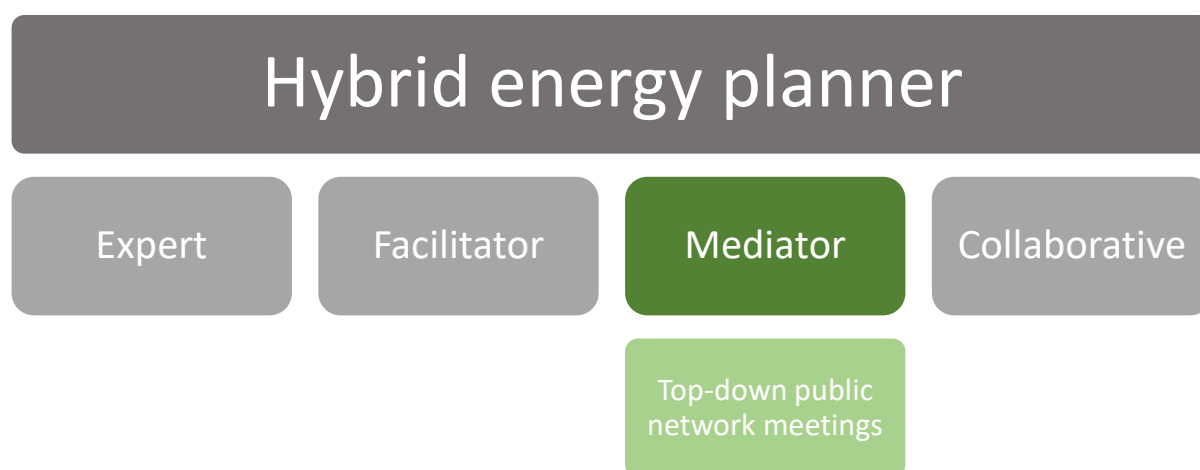 Hybrid energy planner
Expert
Facilitator
Mediator
Collaborative
Top-down public
network meetings